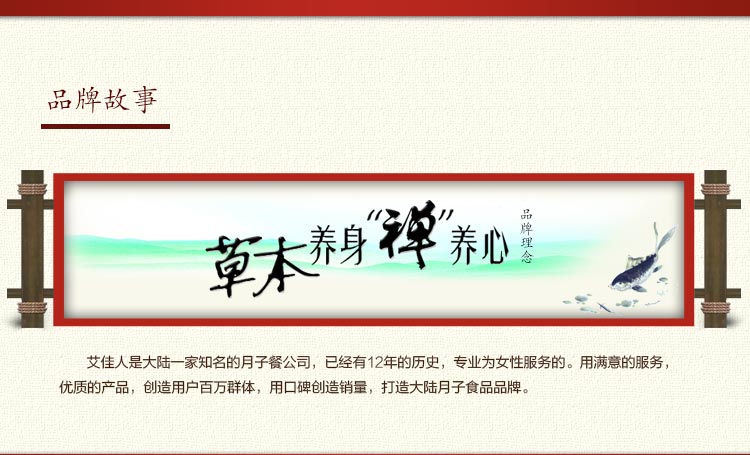 品牌故事
草本养身“禅”养心
品牌理念
艾佳人是大陆一家知名的月子餐公司，已经有12年的历史，专业为女性服务的。用满意的服务，
优质的产品，创造用户百万群体，用口碑创造销量，打造大陆月子食品品牌。